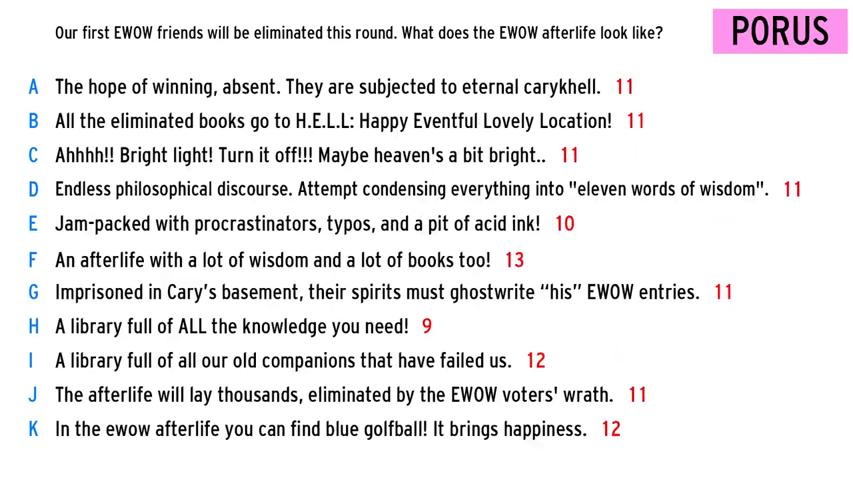 Our first EWOW friends will be eliminated this round. What does the EWOW afterlife look like?
PORUS
A The hope of winning, absent. They are subjected to eternal carykhell. 11
B All the eliminated books go to H.E.L.L: Happy Eventful Lovely Location! 11
C Ahhhh!! Bright light! Turn it off!!! Maybe heaven's a bit bright.. 11
D Endless philosophical discourse. Attempt condensing everything into "eleven words of wisdom". 11
E Jam-packed with procrastinators, typos, and a pit of acid ink! 10
F An afterlife with a lot of wisdom and a lot of books too! 13
G Imprisoned in Cary’s basement, their spirits must ghostwrite “his” EWOW entries. 11
H A library full of ALL the knowledge you need! 9
I A library full of all our old companions that have failed us. 12
J The afterlife will lay thousands, eliminated by the EWOW voters' wrath. 11
K In the ewow afterlife you can find blue golfball! It brings happiness. 12